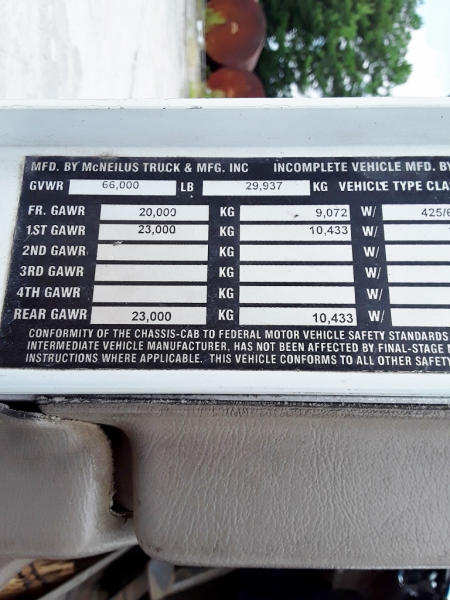 MFD. BY McNEILUS TRUCK & MFG. INC INCOMPLETE VEHICLE MFD. BY
GVWR 66,000 LB 29,937 KG VEHICLE TYPE CLA
FR. GAWR 20,000 KG 9,072 W/ 425/6
1ST GAWR 23,000 KG 10,433 W/
2ND GAWR KG W/
3RD GAWR KG W/
4TH GAWR KG W/
REAR GAWR 23,000 KG 10,433 W/
CONFORMITY OF THE CHASSIS-CAB TO FEDERAL MOTOR VEHICLE SAFETY STANDARDS
INTERMEDIATE VEHICLE MANUFACTURER, HAS NOT BEEN AFFECTED BY FINAL-STAGE
INSTRUCTIONS WHERE APPLICABLE. THIS VEHICLE CONFORMS TO ALL OTHER SAFETY